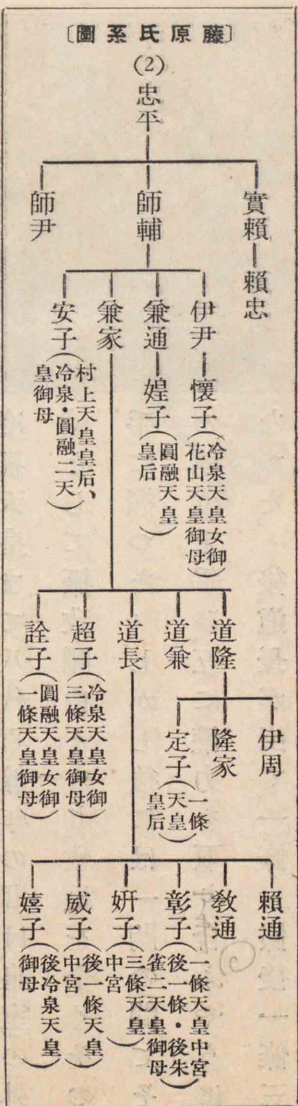 〔藤原氏系圖〕
(2)
忠平
實賴
賴忠
師輔
師尹
伊尹
懷子(冷泉天皇女御
花山天皇御母)
兼通
媓子(圓融天皇
皇后)
兼家
安子(村上天皇皇后、
冷泉・圓融二天
皇御母)
道隆
道兼
道長
超子(冷泉天皇女御
三條天皇御母)
詮子(圓融天皇女御
一條天皇御母)
伊周
隆家
定子(一條
天皇
皇后)
賴通
敎通
彰子(一條天皇中宮
後一條・後朱
雀二天皇御母)
妍子(三條天皇
中宮)
威子(後一條天皇
中宮)
嬉子(後冷泉天皇
御母)